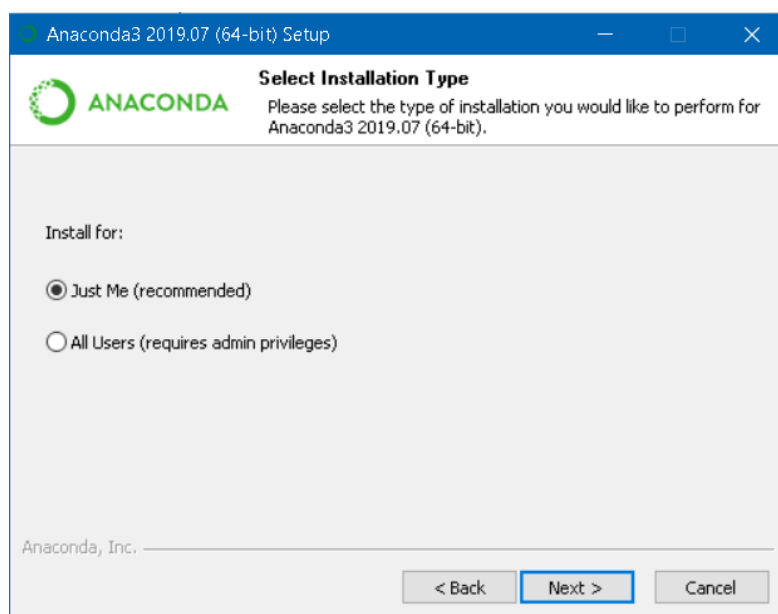 Anaconda3 2019.07 (64-bit) Setup
ANACONDA
Select Installation Type
Please select the type of installation you would like to perform for
Anaconda3 2019.07 (64-bit).
Install for:
Just Me (recommended)
All Users (requires admin privileges)
Anaconda, Inc.
< Back
Next >
Cancel